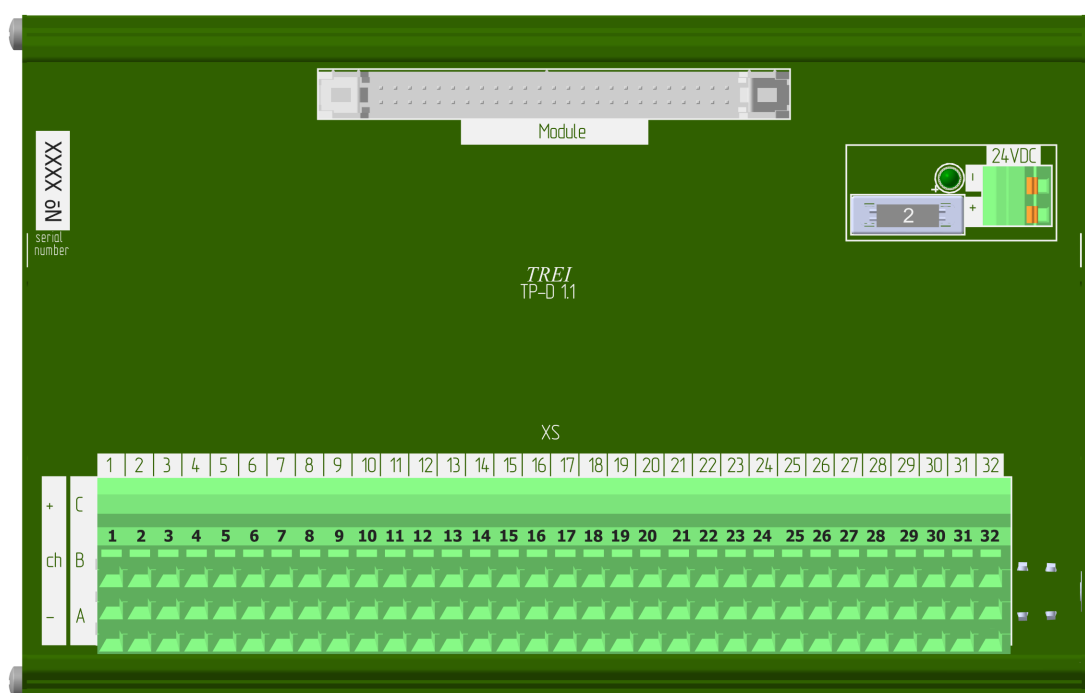 Module
24VDC
−
+
2
№ XXXX
serial
number
TREI
TP-D 1.1
XS
1 2 3 4 5 6 7 8 9 10 11 12 13 14 15 16 17 18 19 20 21 22 23 24 25 26 27 28 29 30 31 32
+ C
1 2 3 4 5 6 7 8 9 10 11 12 13 14 15 16 17 18 19 20 21 22 23 24 25 26 27 28 29 30 31 32
ch B
− A